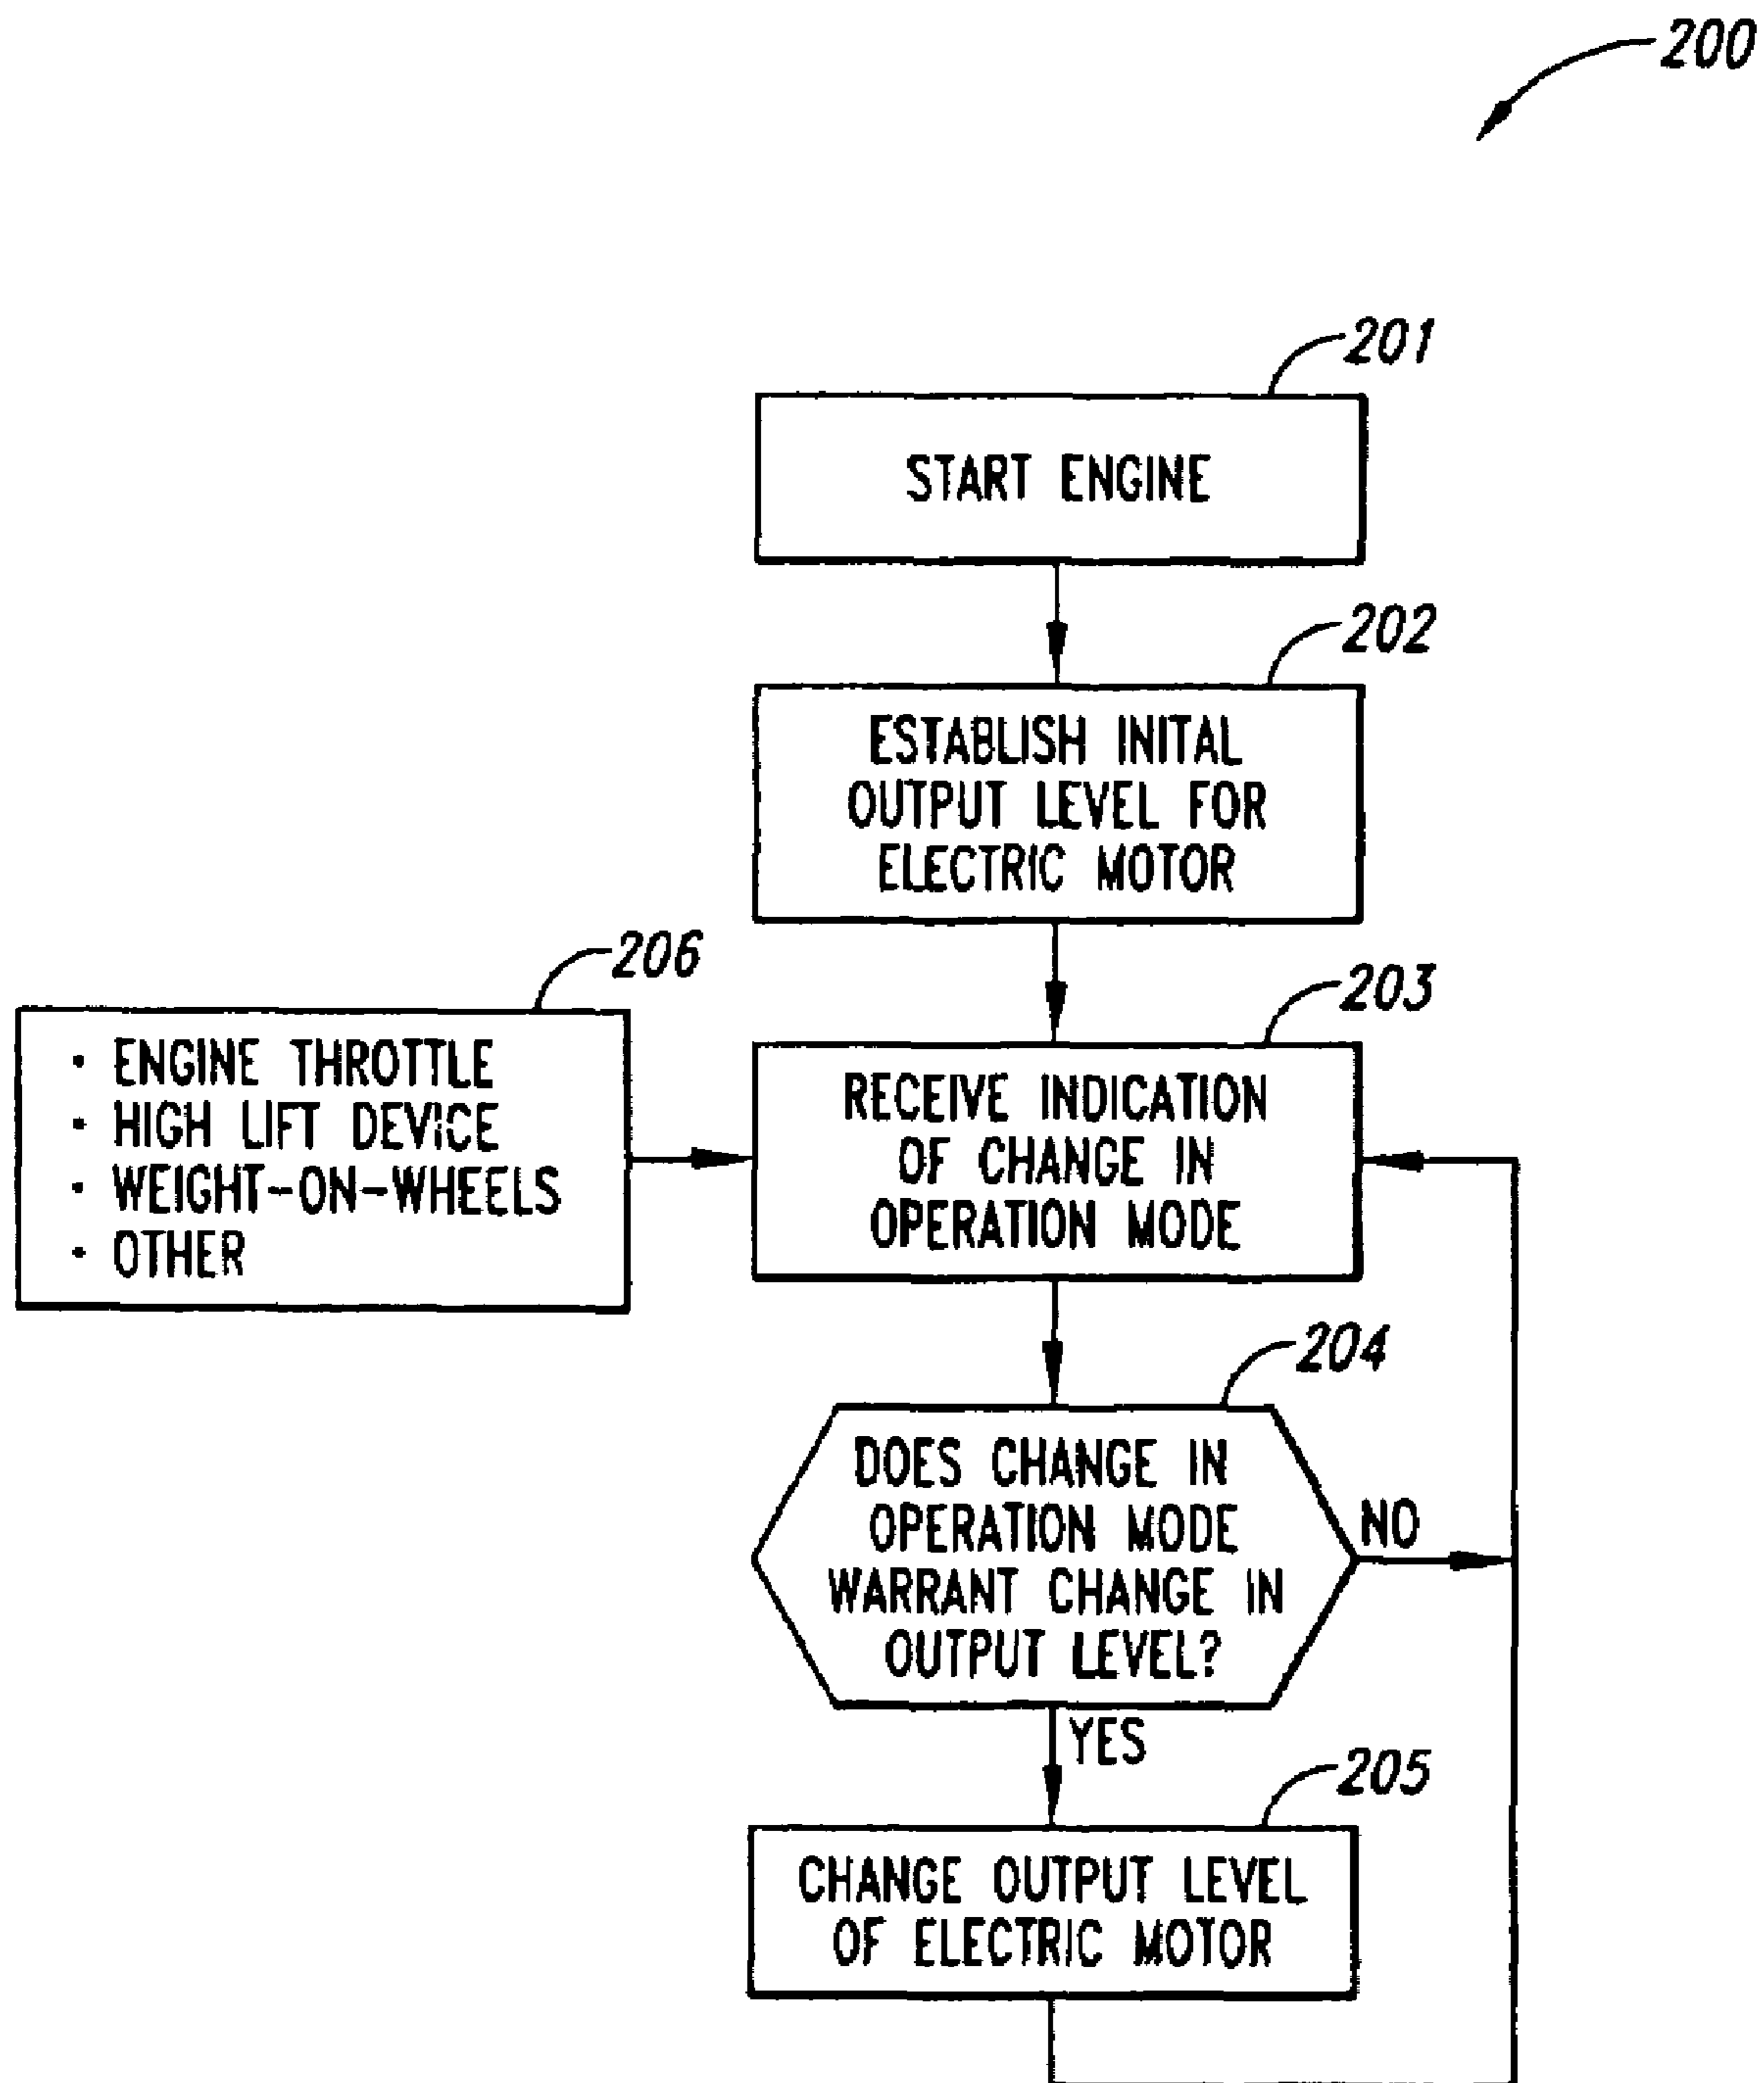 200
201
START ENGINE
202
ESTABLISH INITAL
OUTPUT LEVEL FOR
ELECTRIC MOTOR
206
• ENGINE THROTTLE
• HIGH LIFT DEVICE
• WEIGHT-ON-WHEELS
• OTHER
203
RECEIVE INDICATION
OF CHANGE IN
OPERATION MODE
204
DOES CHANGE IN
OPERATION MODE
WARRANT CHANGE IN
OUTPUT LEVEL?
NO
YES
205
CHANGE OUTPUT LEVEL
OF ELECTRIC MOTOR